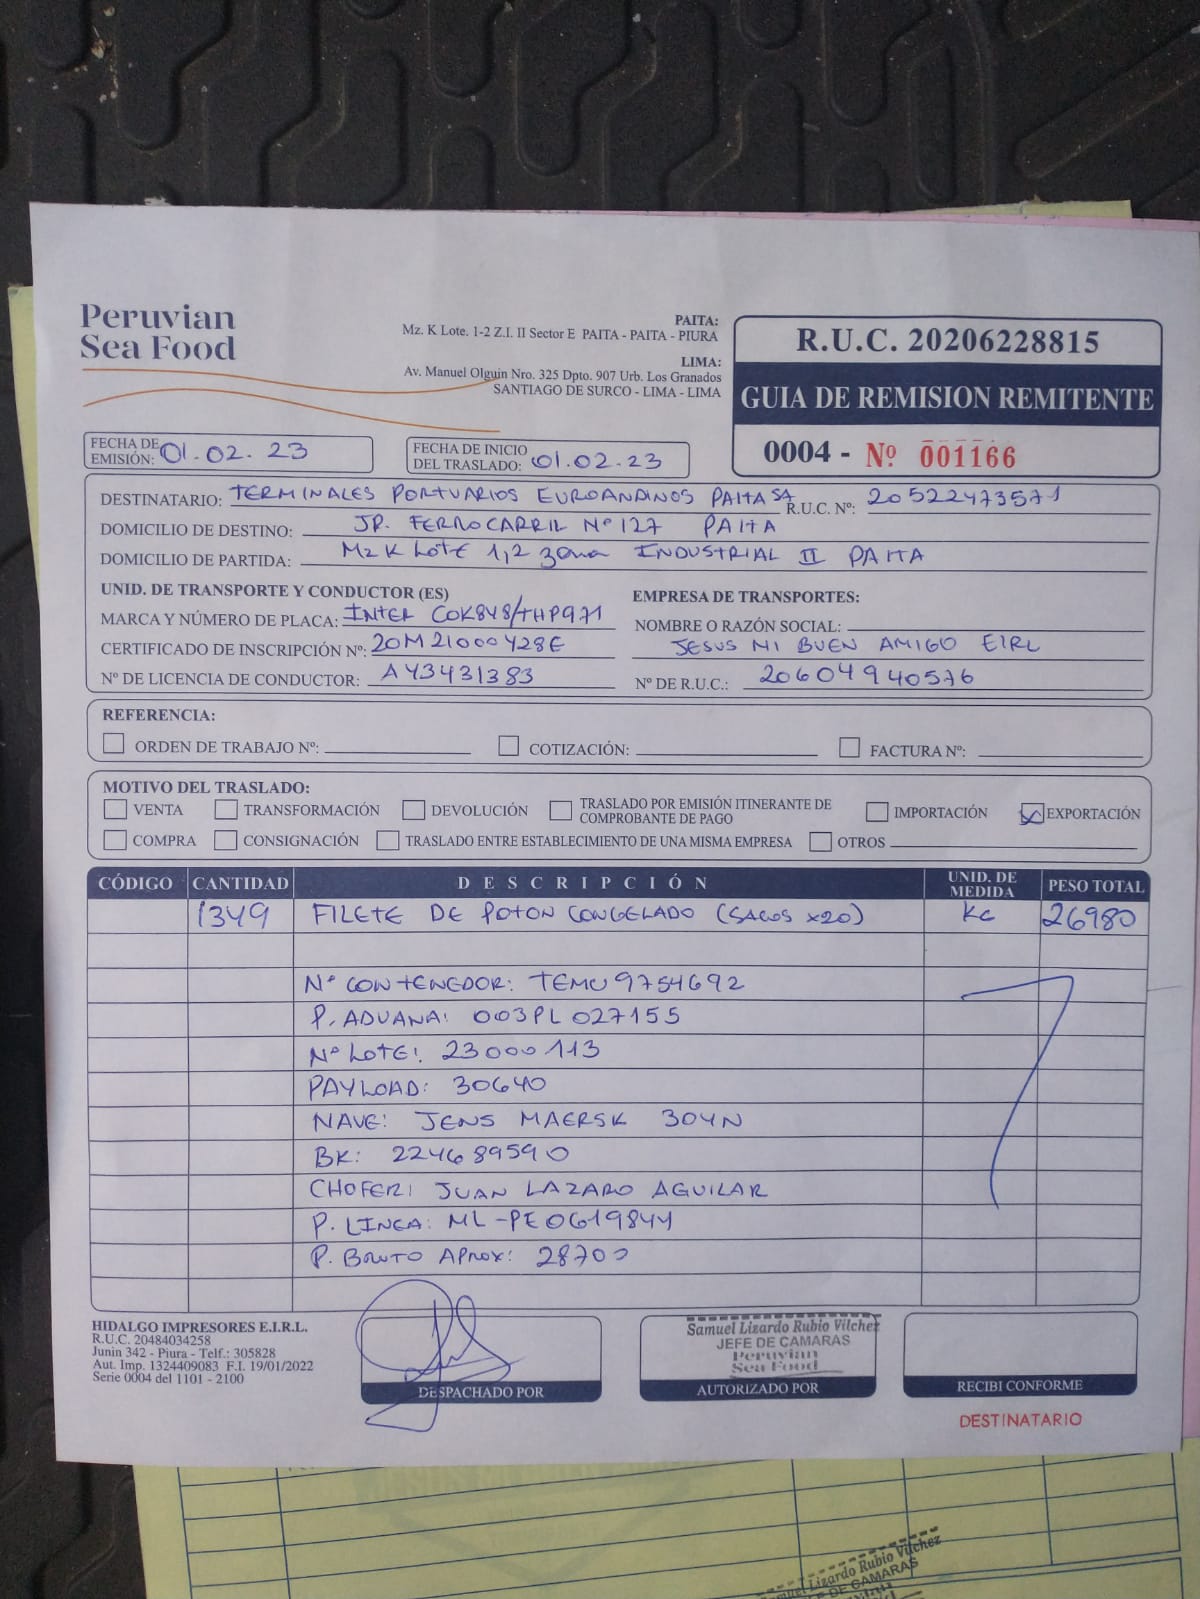 Peruvian
Sea Food
PAITA:
Mz. K Lote. 1-2 Z.I. II Sector E PAITA - PAITA - PIURA
LIMA:
Av. Manuel Olguin Nro. 325 Dpto. 907 Urb. Los Granados
SANTIAGO DE SURCO - LIMA - LIMA
R.U.C. 20206228815
GUIA DE REMISION REMITENTE
0004 - Nº 001166
FECHA DE EMISIÓN: 01.02.23
FECHA DE INICIO DEL TRASLADO: 01.02.23
DESTINATARIO: TERMINALES PORTUARIOS EUROANDINOS PAITA SA R.U.C. Nº: 20522473571
DOMICILIO DE DESTINO: JR. FERROCARRIL Nº 127 PAITA
DOMICILIO DE PARTIDA: Mz K Lote 1,2 zona INDUSTRIAL II PAITA
UNID. DE TRANSPORTE Y CONDUCTOR (ES)
MARCA Y NÚMERO DE PLACA: INTER COK848/THP971
CERTIFICADO DE INSCRIPCIÓN Nº: 20M21000428E
Nº DE LICENCIA DE CONDUCTOR: AY3431383
EMPRESA DE TRANSPORTES:
NOMBRE O RAZÓN SOCIAL:
JESUS MI BUEN AMIGO EIRL
Nº DE R.U.C.: 20604940576
REFERENCIA:
ORDEN DE TRABAJO Nº: COTIZACIÓN: FACTURA Nº:
MOTIVO DEL TRASLADO:
VENTA TRANSFORMACIÓN DEVOLUCIÓN TRASLADO POR EMISIÓN ITINERANTE DE COMPROBANTE DE PAGO IMPORTACIÓN EXPORTACIÓN
COMPRA CONSIGNACIÓN TRASLADO ENTRE ESTABLECIMIENTO DE UNA MISMA EMPRESA OTROS
CÓDIGO CANTIDAD DESCRIPCIÓN UNID. DE MEDIDA PESO TOTAL
1349 FILETE DE POTON CONGELADO (SACOS x20) KG 26980
Nº CONTENEDOR: TEMU9754692
P. ADUANA: 003PL027155
Nº LOTE: 23000113
PAYLOAD: 30640
NAVE: JENS MAERSK 304N
BK: 224689590
CHOFER: JUAN LAZARO AGUILAR
P. LINEA: ML-PE0619844
P. BRUTO APROX: 28700
HIDALGO IMPRESORES E.I.R.L.
R.U.C. 20484034258
Junin 342 - Piura - Telf.: 305828
Aut. Imp. 1324409083 F.I. 19/01/2022
Serie 0004 del 1101 - 2100
DESPACHADO POR
Samuel Lizardo Rubio Vilchez
JEFE DE CAMARAS
Peruvian
Sea Food
AUTORIZADO POR
RECIBI CONFORME
DESTINATARIO
Lizardo Rubio Vilchez
DE CAMARAS